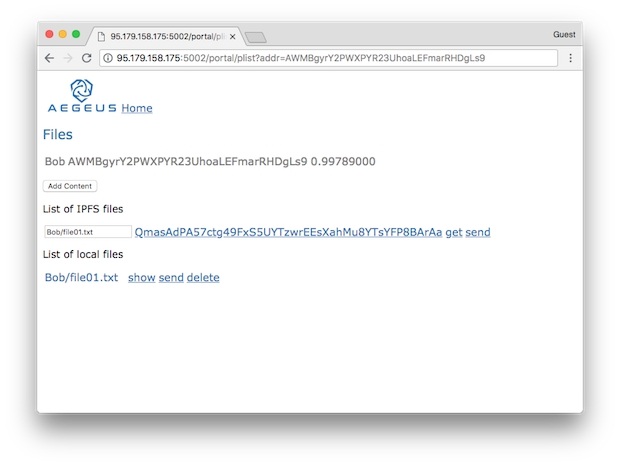 95.179.158.175:5002/portal/pli
Guest
95.179.158.175:5002/portal/plist?addr=AWMBgyrY2PWXPYR23UhoaLEFmarRHDgLs9
AEGEUS Home
Files
Bob AWMBgyrY2PWXPYR23UhoaLEFmarRHDgLs9 0.99789000
Add Content
List of IPFS files
Bob/file01.txt QmasAdPA57ctg49FxS5UYTzwrEEsXahMu8YTsYFP8BArAa get send
List of local files
Bob/file01.txt show send delete